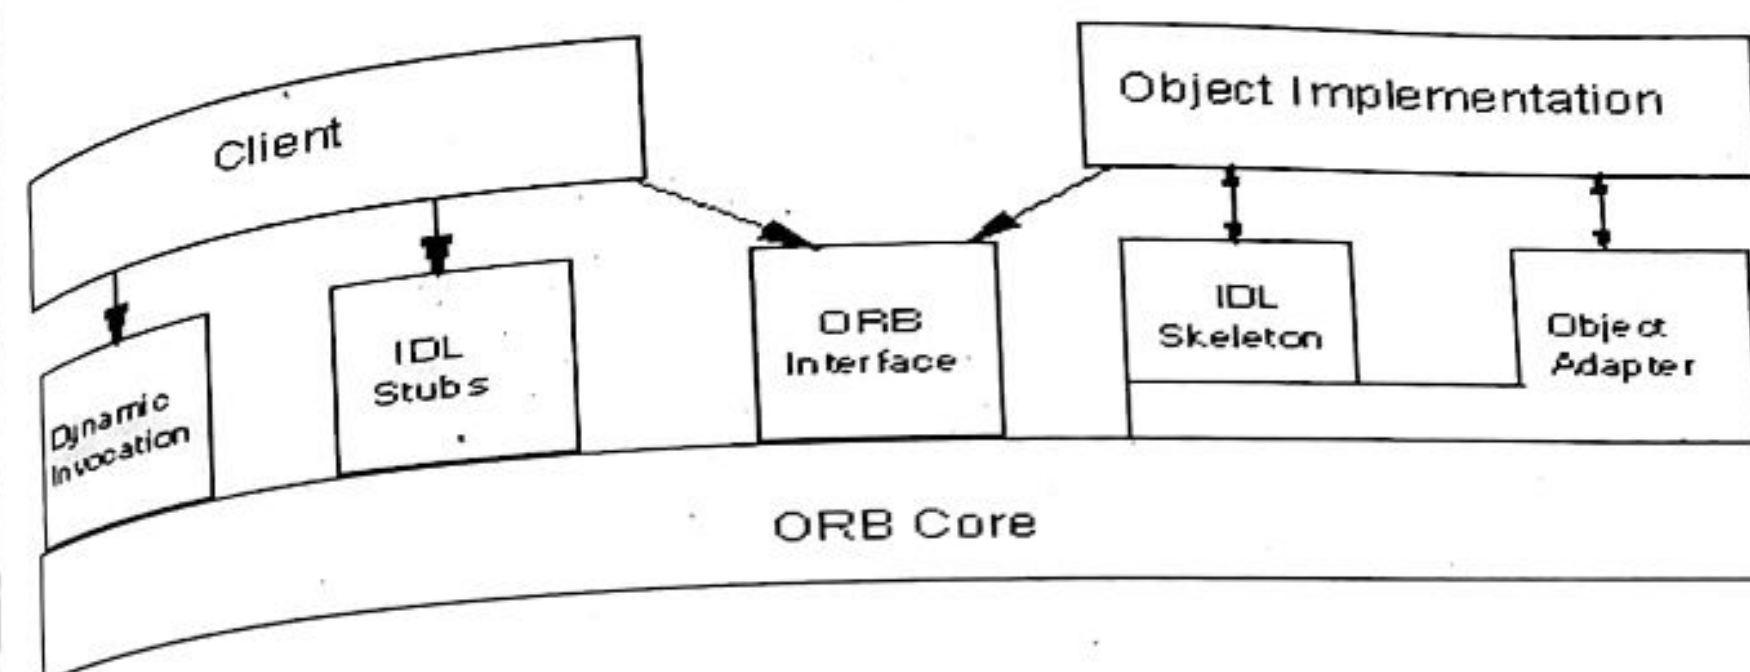 Client
Object Implementation
Dynamic
Invocation
IDL
Stubs
ORB
Interface
IDL
Skeleton
Object
Adapter
ORB Core